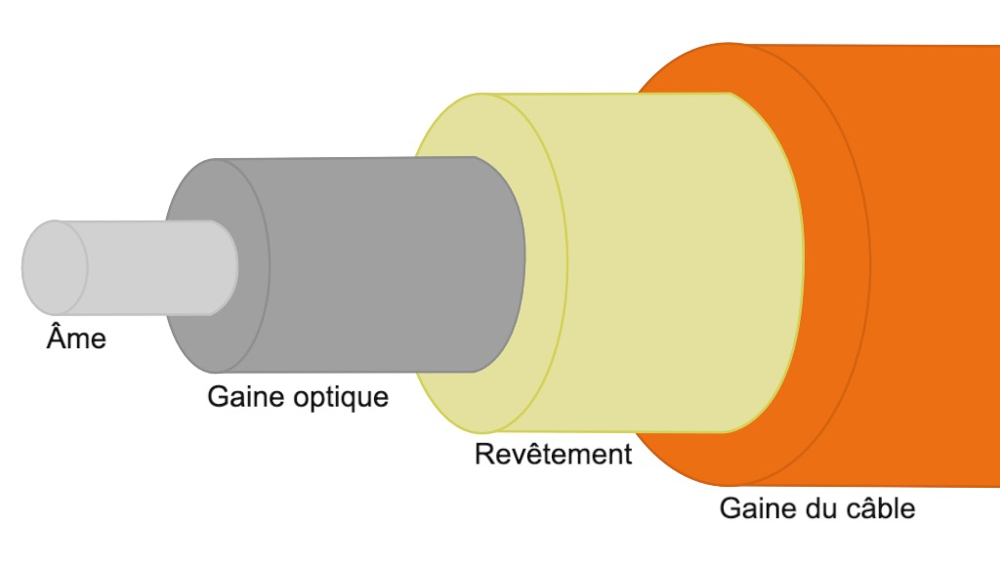 Âme
Gaine optique
Revêtement
Gaine du câble